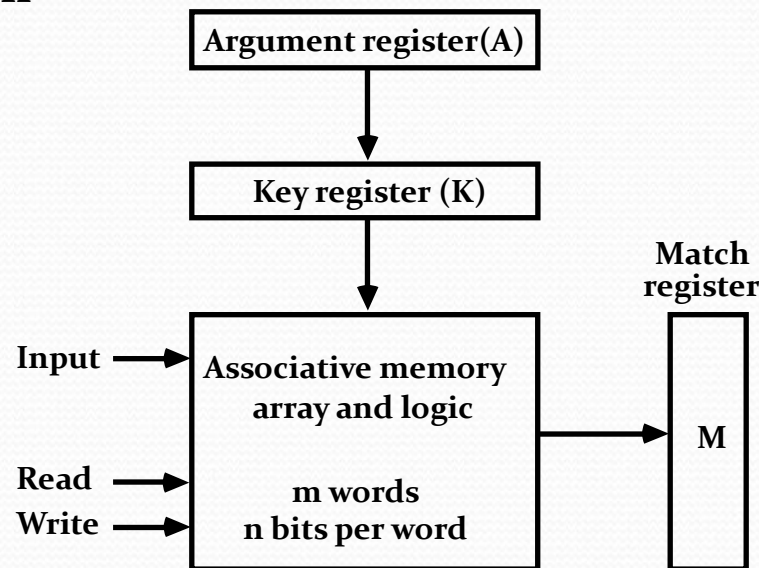 Argument register(A)
Key register (K)
Match
register
Input
Associative memory
array and logic
M
Read
m words
Write
n bits per word